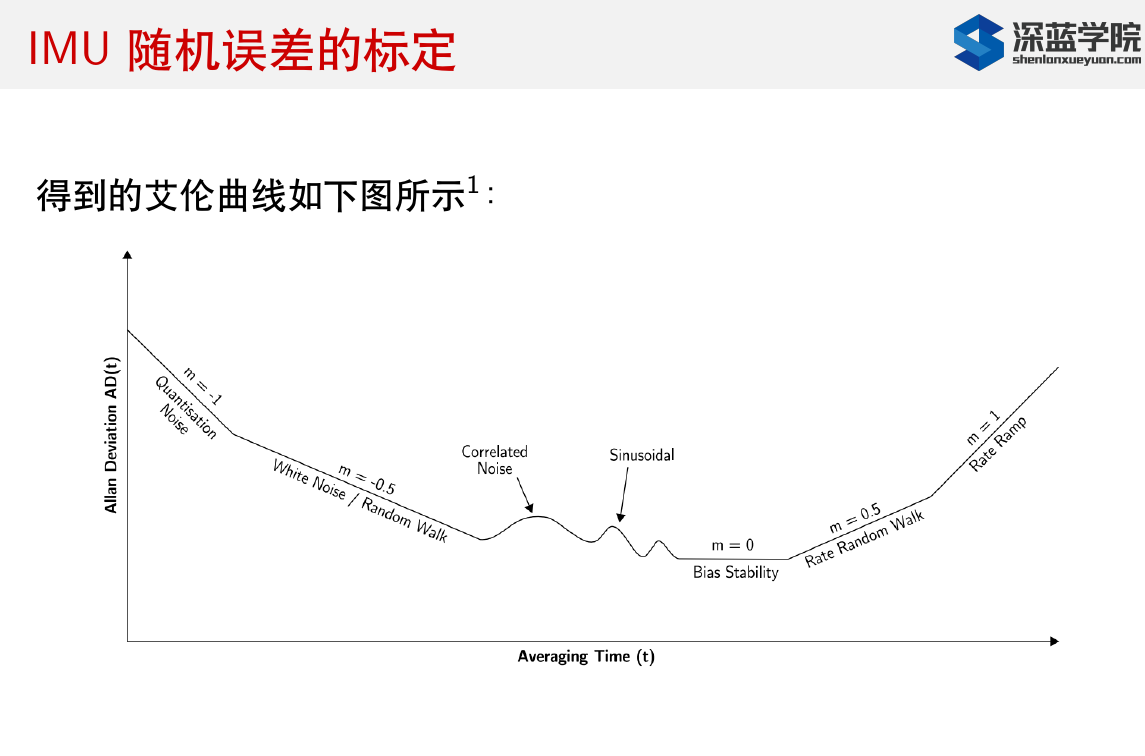 IMU 随机误差的标定
深蓝学院
shenlanxueyuan.com
得到的艾伦曲线如下图所示1：
Allan Deviation AD(t)
m = -1
Quantisation
Noise
m = -0.5
White Noise / Random Walk
Correlated
Noise
Sinusoidal
m = 0
Bias Stability
m = 0.5
Rate Random Walk
m = 1
Rate Ramp
Averaging Time (t)